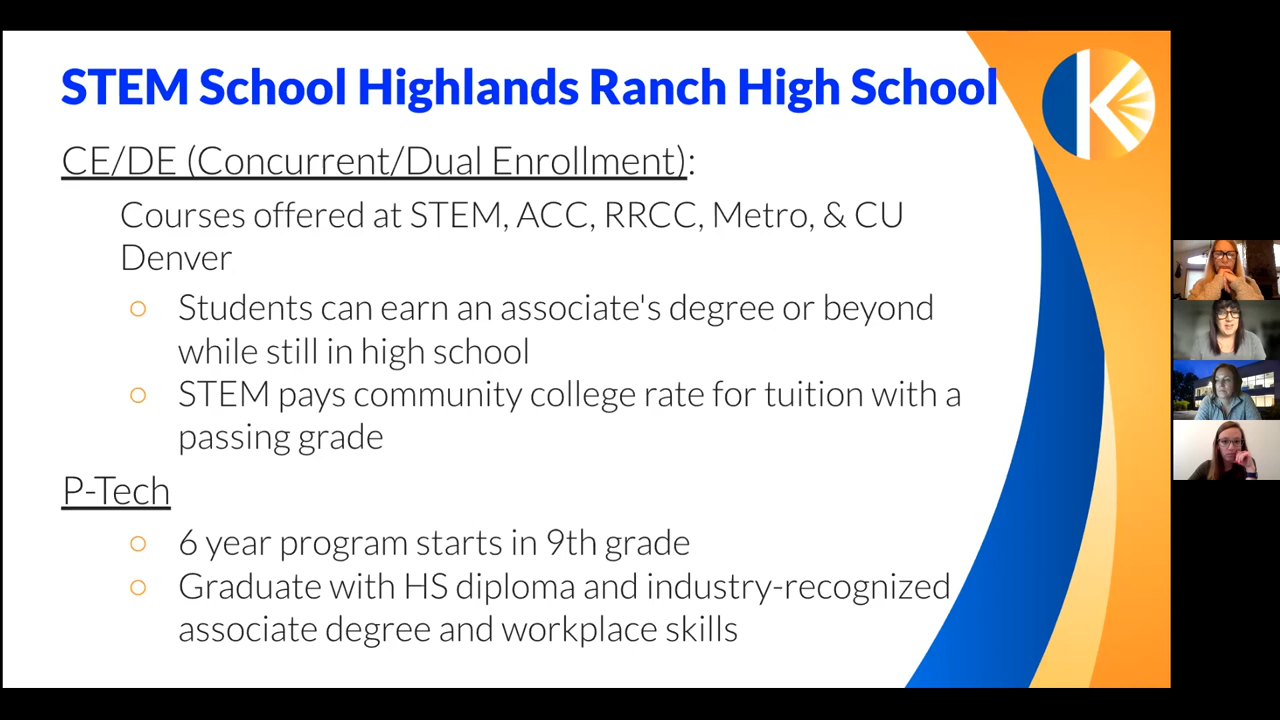 STEM School Highlands Ranch High School
CE/DE (Concurrent/Dual Enrollment):
Courses offered at STEM, ACC, RRCC, Metro, & CU
Denver
Students can earn an associate's degree or beyond
while still in high school
STEM pays community college rate for tuition with a
passing grade
P-Tech
6 year program starts in 9th grade
Graduate with HS diploma and industry-recognized
associate degree and workplace skills